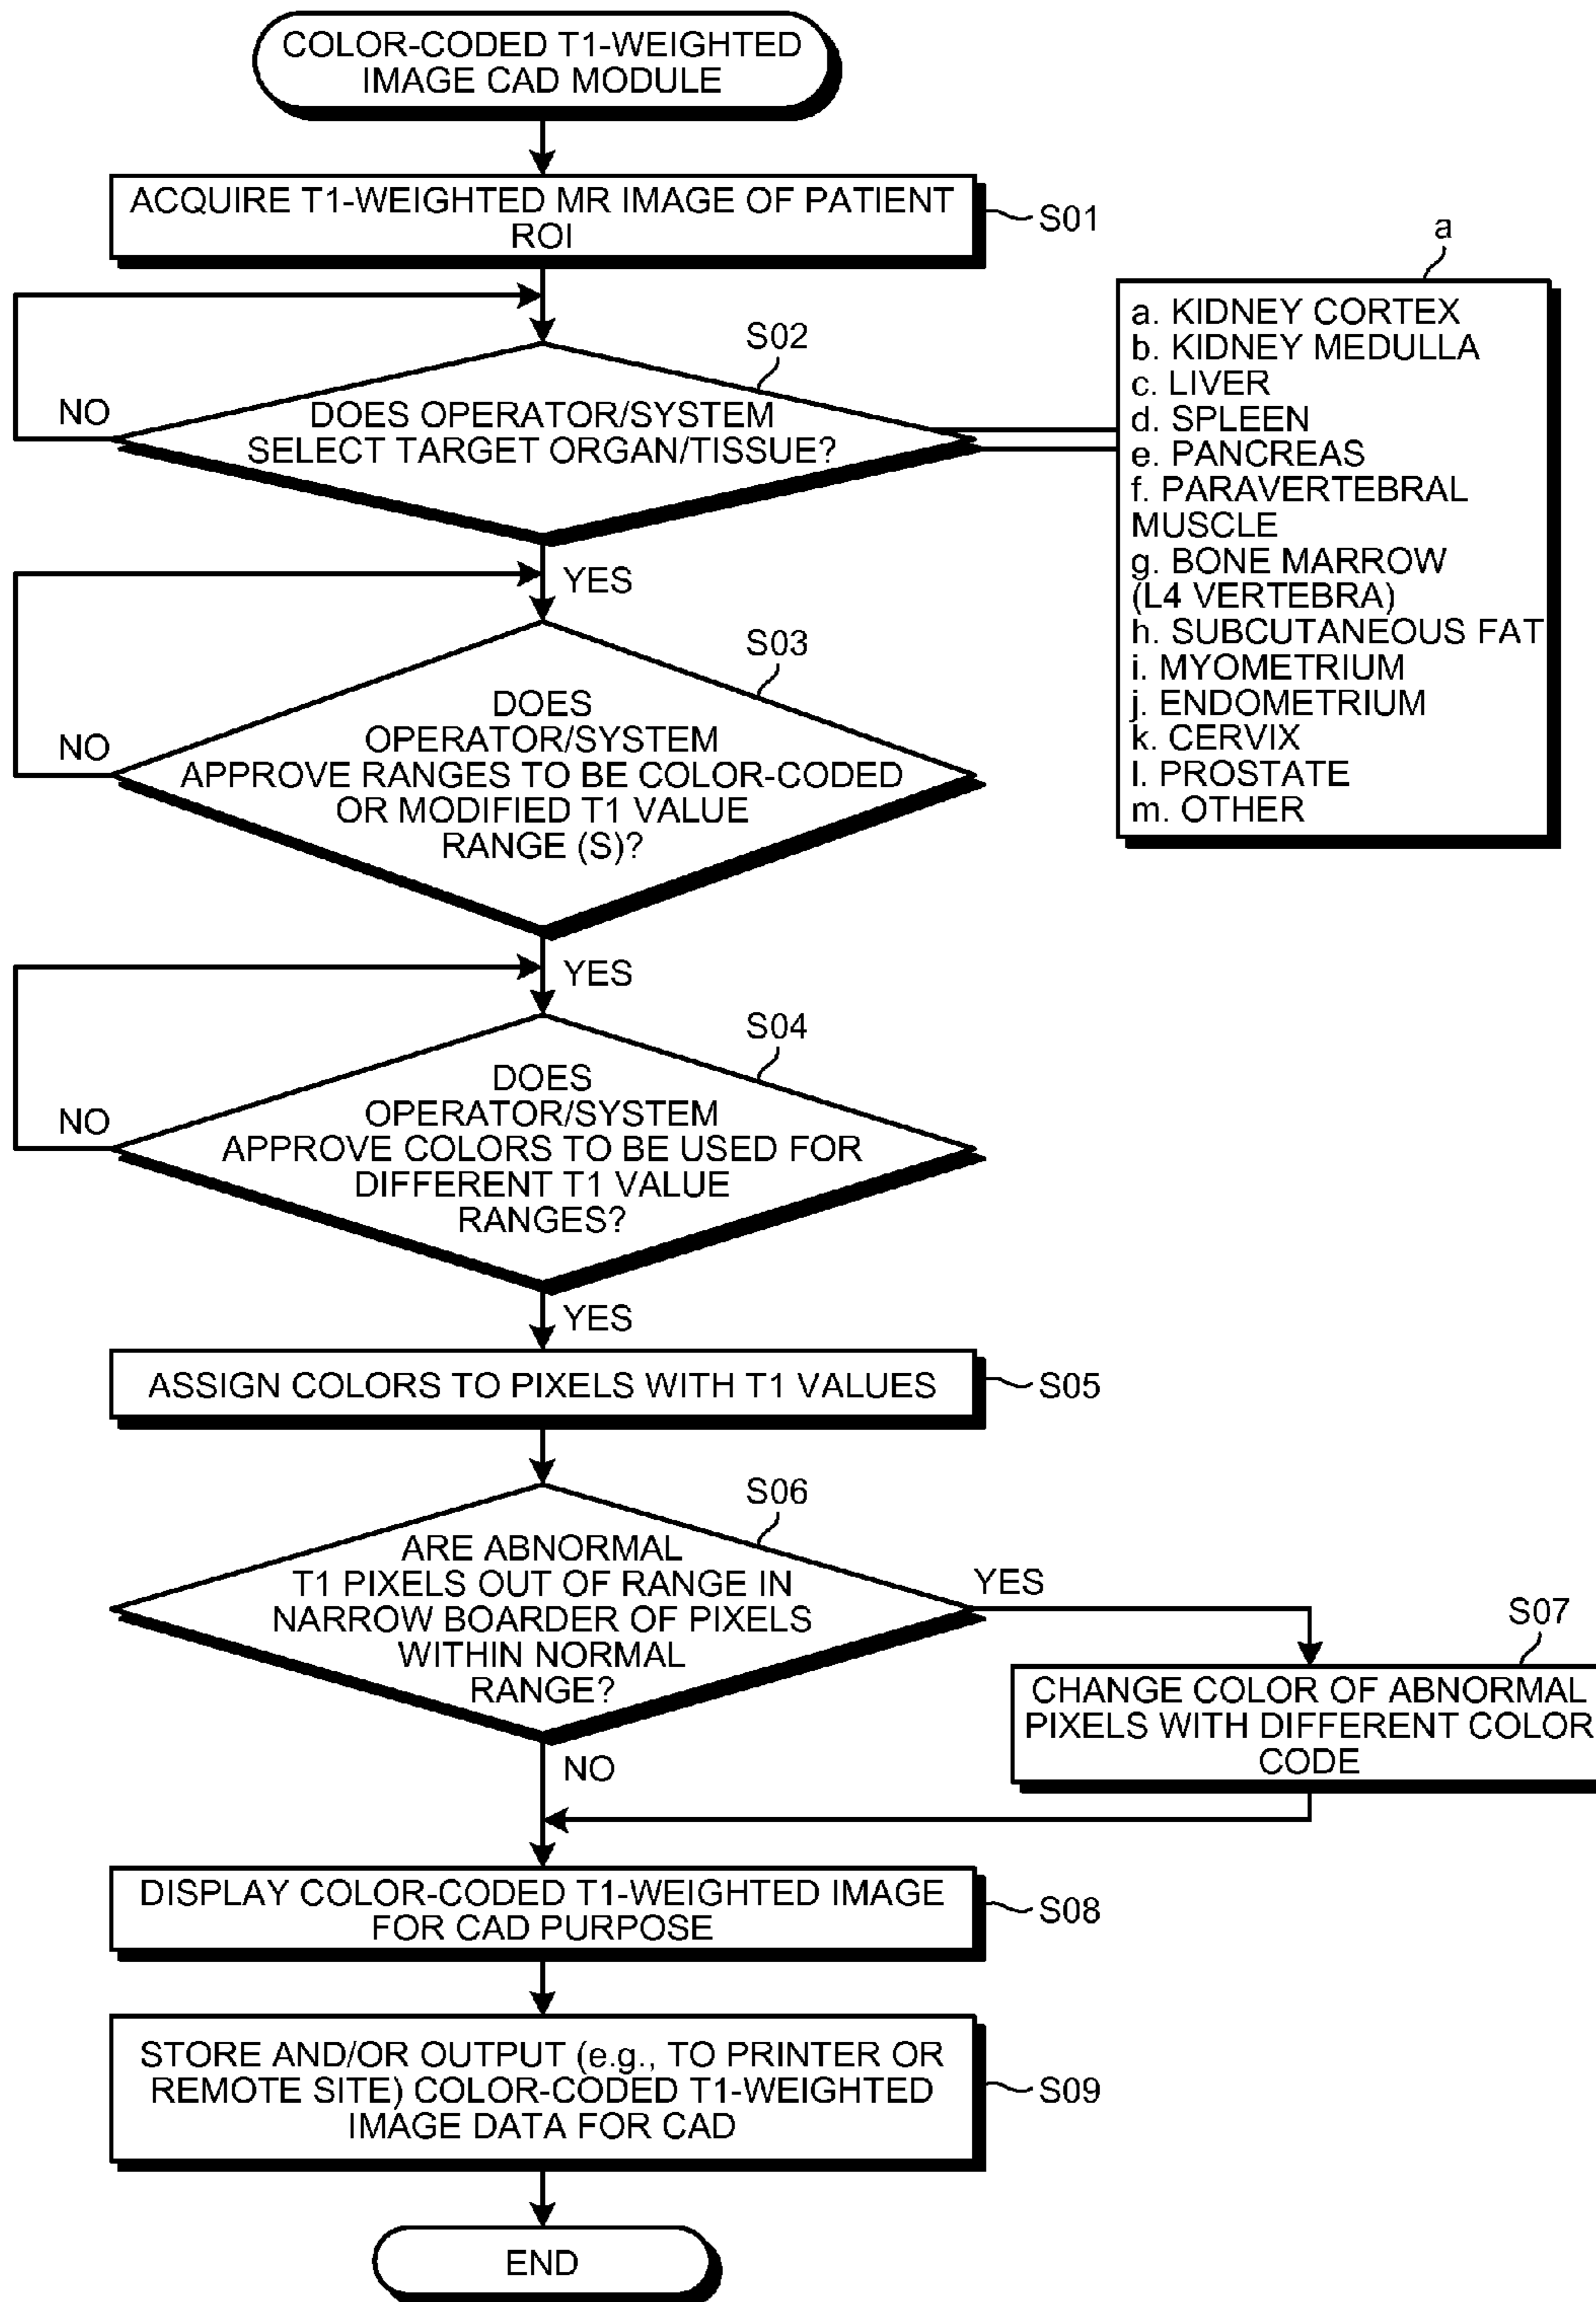 COLOR-CODED T1-WEIGHTED
IMAGE CAD MODULE
ACQUIRE T1-WEIGHTED MR IMAGE OF PATIENT
ROI
S01
a
a. KIDNEY CORTEX
b. KIDNEY MEDULLA
c. LIVER
d. SPLEEN
e. PANCREAS
f. PARAVERTEBRAL
MUSCLE
g. BONE MARROW
(L4 VERTEBRA)
h. SUBCUTANEOUS FAT
i. MYOMETRIUM
j. ENDOMETRIUM
k. CERVIX
l. PROSTATE
m. OTHER
S02
NO
DOES OPERATOR/SYSTEM
SELECT TARGET ORGAN/TISSUE?
YES
S03
NO
DOES
OPERATOR/SYSTEM
APPROVE RANGES TO BE COLOR-CODED
OR MODIFIED T1 VALUE
RANGE (S)?
YES
S04
NO
DOES
OPERATOR/SYSTEM
APPROVE COLORS TO BE USED FOR
DIFFERENT T1 VALUE
RANGES?
YES
ASSIGN COLORS TO PIXELS WITH T1 VALUES
S05
S06
ARE ABNORMAL
T1 PIXELS OUT OF RANGE IN
NARROW BOARDER OF PIXELS
WITHIN NORMAL
RANGE?
YES
S07
CHANGE COLOR OF ABNORMAL
PIXELS WITH DIFFERENT COLOR
CODE
NO
DISPLAY COLOR-CODED T1-WEIGHTED IMAGE
FOR CAD PURPOSE
S08
STORE AND/OR OUTPUT (e.g., TO PRINTER OR
REMOTE SITE) COLOR-CODED T1-WEIGHTED
IMAGE DATA FOR CAD
S09
END